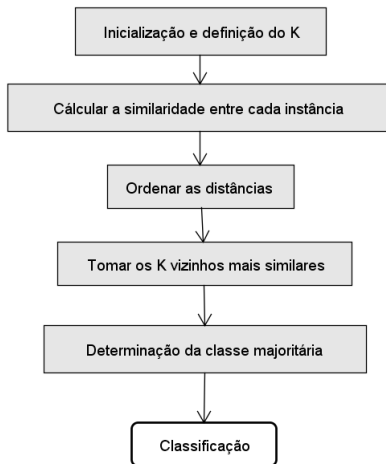 Inicialização e definição do K
Cálcular a similaridade entre cada instância
Ordenar as distâncias
Tomar os K vizinhos mais similares
Determinação da classe majoritária
Classificação